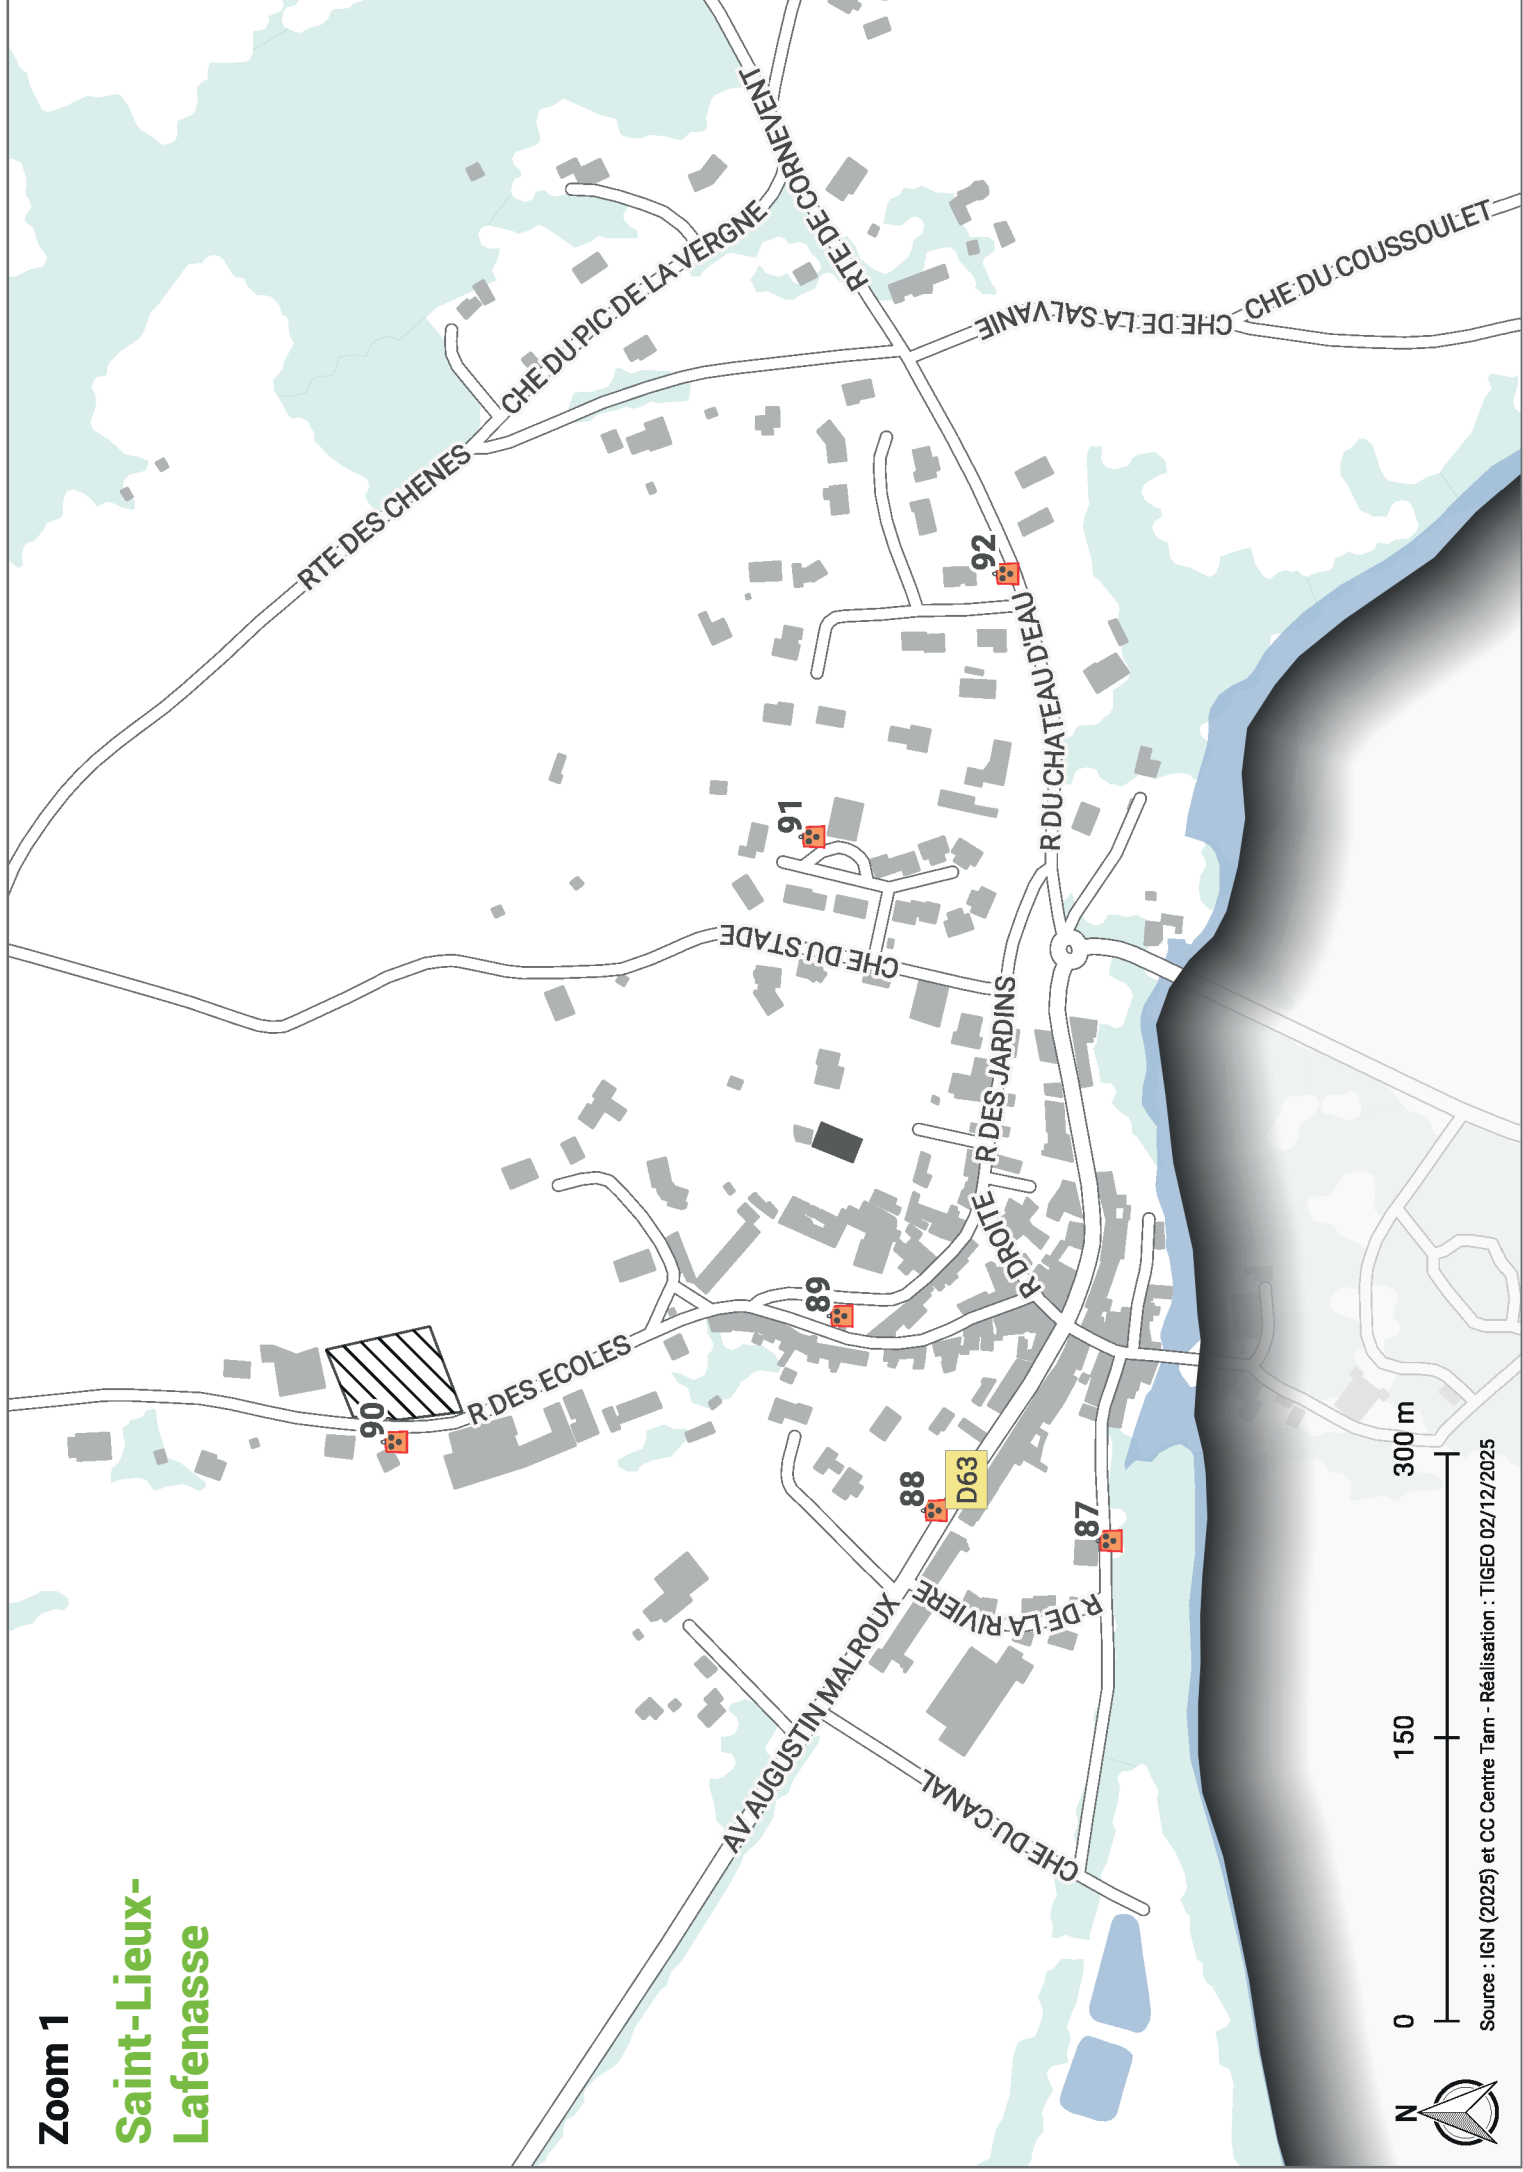 Zoom 1
Saint-Lieux-
Lafenasse
RTE DES CHENES
CHE DU PIC DE LA VERGNE
RTE DE CORNEVENT
CHE DE LA SALVANIE
CHE DU COUSSOULET
92
R DU CHATEAU D'EAU
91
CHE DU STADE
R DES JARDINS
R DROITE
89
90
R DES ECOLES
88
D63
87
R DE LA RIVIERE
AV AUGUSTIN MALROUX
CHE DU CANAL
N
0 150 300 m
Source : IGN (2025) et CC Centre Tarn - Réalisation : TIGEO 02/12/2025